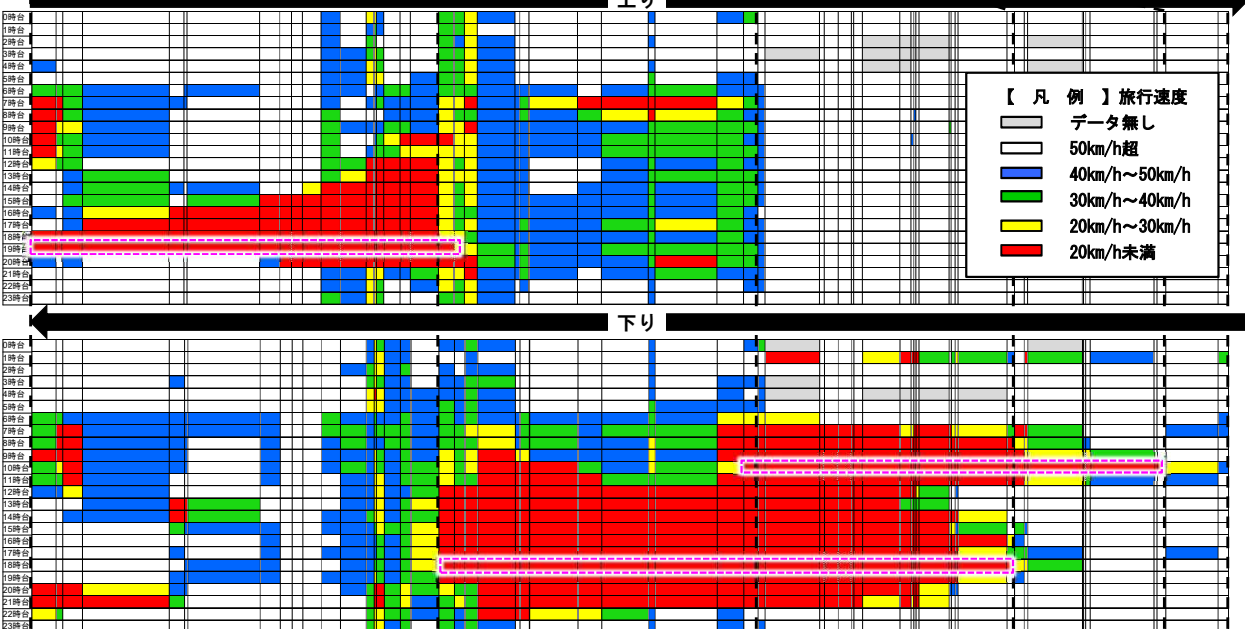 上り
0時台
1時台
2時台
3時台
4時台
5時台
6時台
7時台
8時台
9時台
10時台
11時台
12時台
13時台
14時台
15時台
16時台
17時台
18時台
19時台
20時台
21時台
22時台
23時台
【 凡 例 】旅行速度
データ無し
50km/h超
40km/h～50km/h
30km/h～40km/h
20km/h～30km/h
20km/h未満
下り
0時台
1時台
2時台
3時台
4時台
5時台
6時台
7時台
8時台
9時台
10時台
11時台
12時台
13時台
14時台
15時台
16時台
17時台
18時台
19時台
20時台
21時台
22時台
23時台